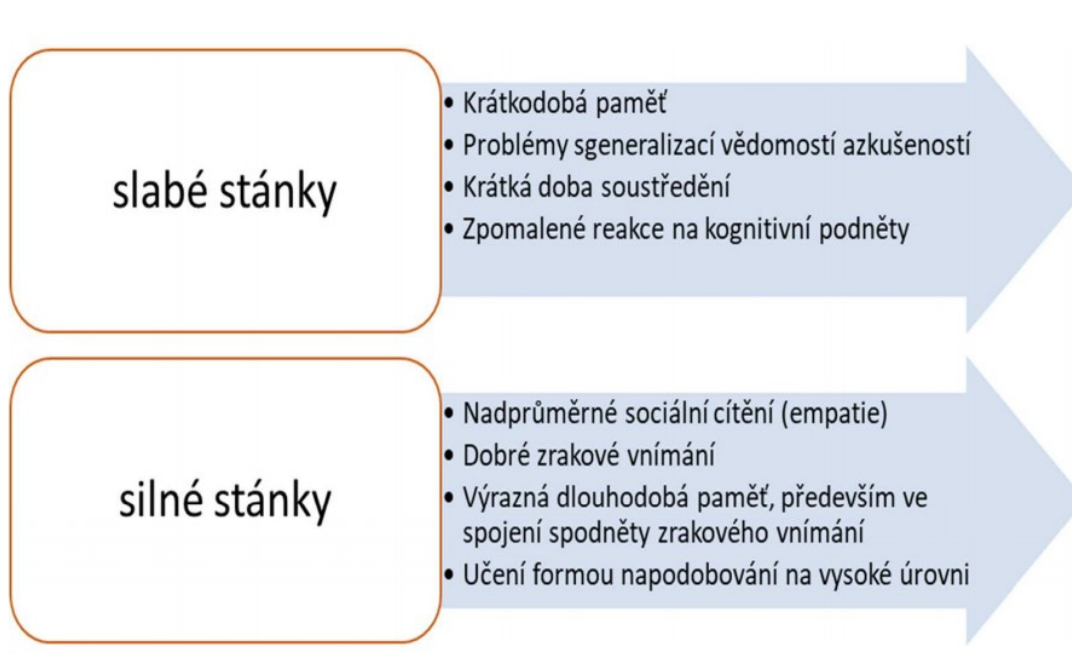 slabé stánky
• Krátkodobá paměť
• Problémy sgeneralizací vědomostí azkušeností
• Krátká doba soustředění
• Zpomalené reakce na kognitivní podněty
silné stánky
• Nadprůměrné sociální cítění (empatie)
• Dobré zrakové vnímání
• Výrazná dlouhodobá paměť, především ve
spojení spodněty zrakového vnímání
• Učení formou napodobování na vysoké úrovni